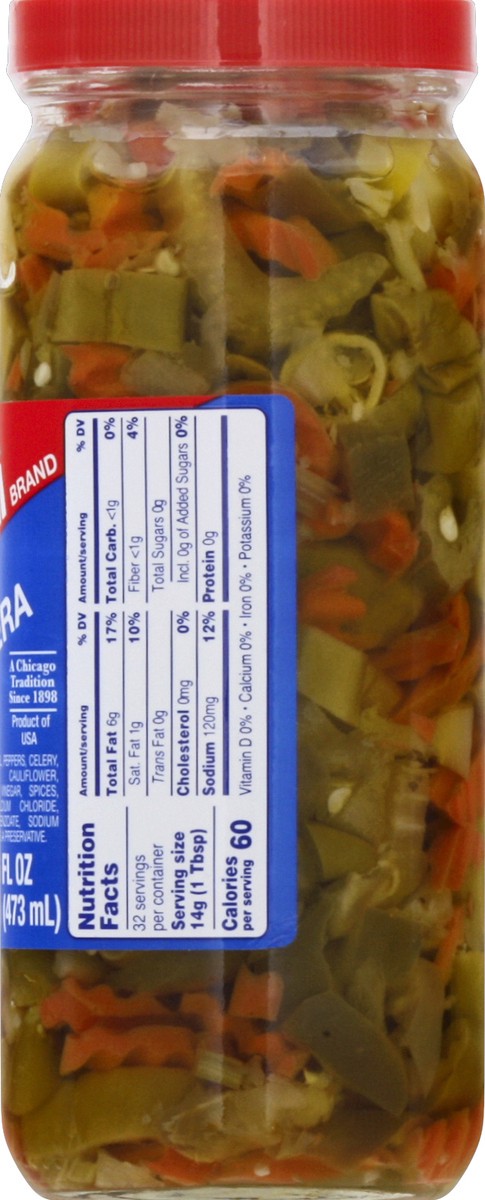 BRAND
RA
A Chicago
Tradition
Since 1898
Product of
USA
PEPPERS, CELERY,
CAULIFLOWER,
VINEGAR, SPICES,
CHLORIDE,
SODIUM
PRESERVATIVE.
FL OZ
(473 mL)
Nutrition
Facts
32 servings
per container
Serving size
14g (1 Tbsp)
Calories 60
per serving
Amount/serving % DV
Total Fat 6g 17%
Sat. Fat 1g 10%
Trans Fat 0g
Cholesterol 0mg 0%
Sodium 120mg 12%
Amount/serving % DV
Total Carb. <1g 0%
Fiber <1g 4%
Total Sugars 0g
Incl. 0g of Added Sugars 0%
Protein 0g
Vitamin D 0% • Calcium 0% • Iron 0% • Potassium 0%